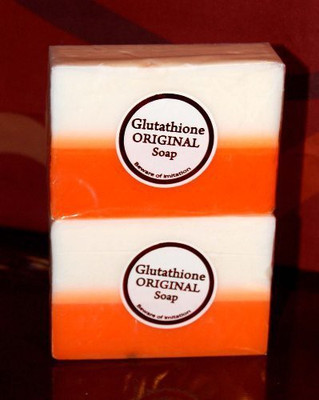 Glutathione
ORIGINAL
Soap
Beware of imitation
Glutathione
ORIGINAL
Soap
Beware of imitation